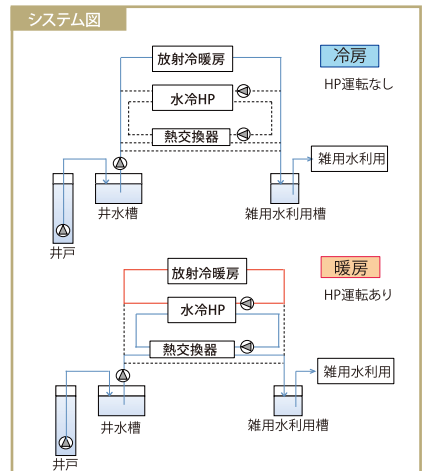 システム図
放射冷暖房
冷房
水冷HP
HP運転なし
熱交換器
雑用水利用
井水槽
雑用水利用槽
井戸
放射冷暖房
暖房
水冷HP
HP運転あり
熱交換器
雑用水利用
井水槽
雑用水利用槽
井戸